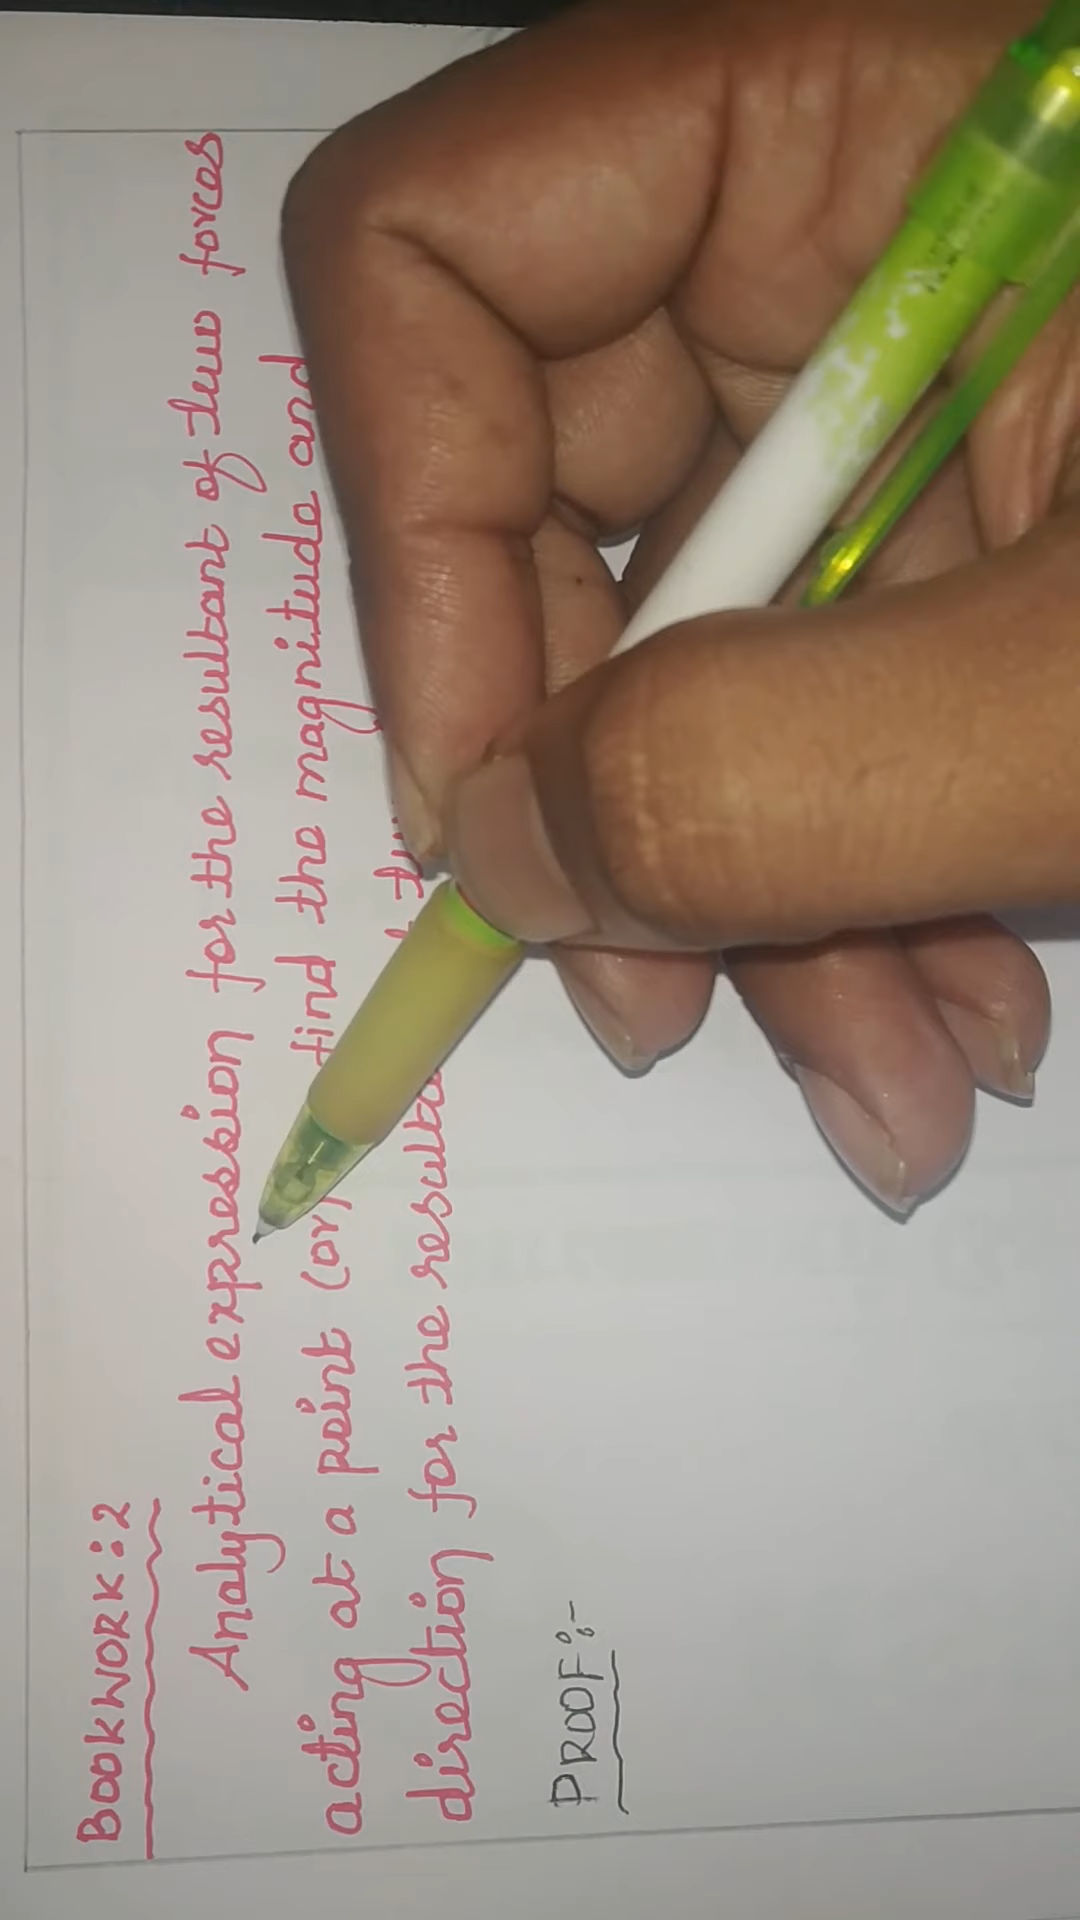 BOOKWORK:2
Analytical expression for the resultant of two forces
acting at a point (or) find the magnitude and
direction for the
PROOF:-